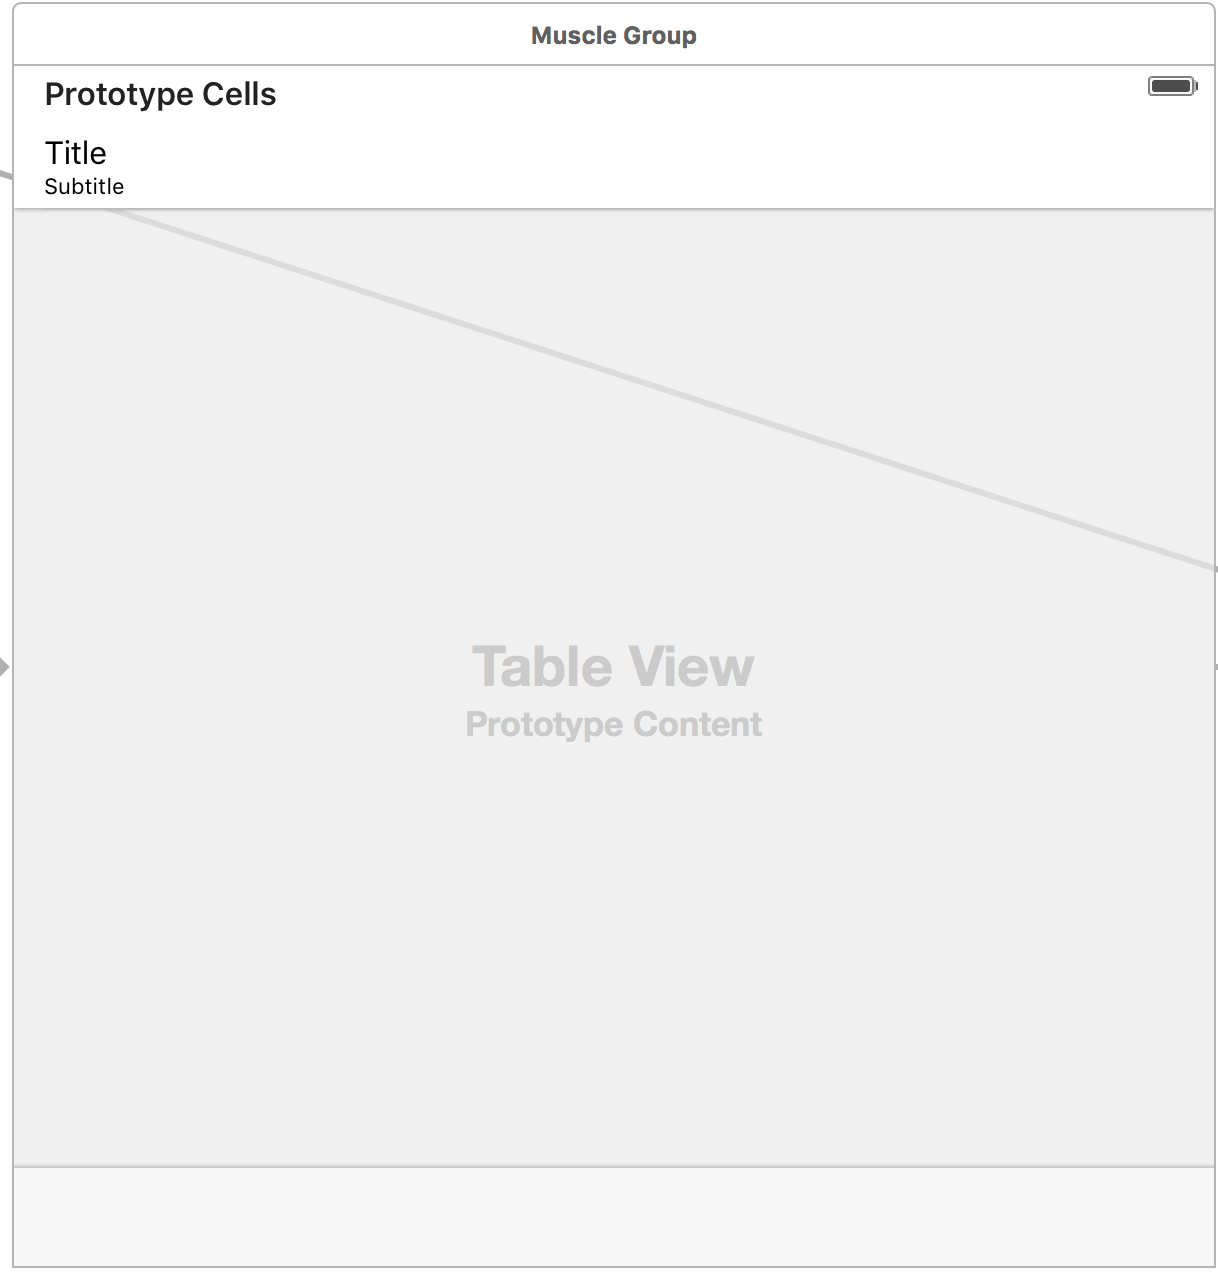 Muscle Group
Prototype Cells
Title
Subtitle
Table View
Prototype Content